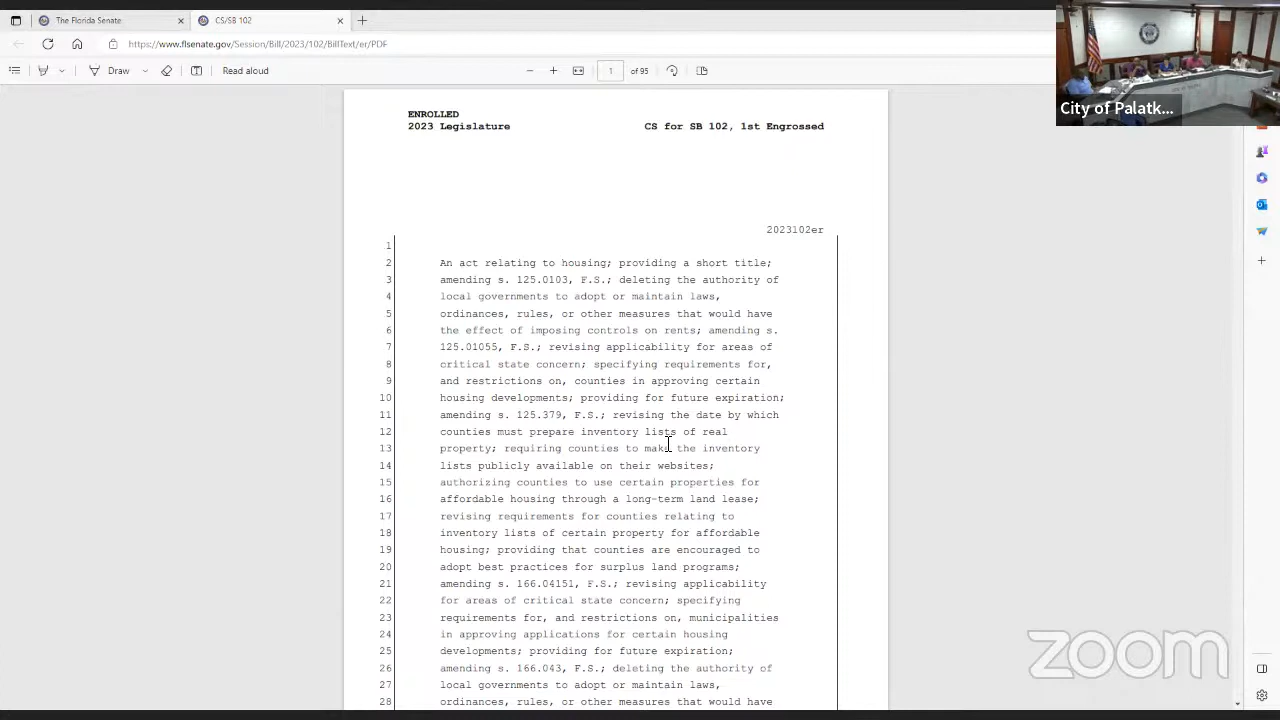 The Florida Senate
CS/SB 102
https://www.flsenate.gov/Session/Bill/2023/102/BillText/er/PDF
Draw
Read aloud
1
of 95
City of Palatk...
ENROLLED
2023 Legislature
CS for SB 102, 1st Engrossed
2023102er
1
2 An act relating to housing; providing a short title;
3 amending s. 125.0103, F.S.; deleting the authority of
4 local governments to adopt or maintain laws,
5 ordinances, rules, or other measures that would have
6 the effect of imposing controls on rents; amending s.
7 125.01055, F.S.; revising applicability for areas of
8 critical state concern; specifying requirements for,
9 and restrictions on, counties in approving certain
10 housing developments; providing for future expiration;
11 amending s. 125.379, F.S.; revising the date by which
12 counties must prepare inventory lists of real
13 property; requiring counties to make the inventory
14 lists publicly available on their websites;
15 authorizing counties to use certain properties for
16 affordable housing through a long-term land lease;
17 revising requirements for counties relating to
18 inventory lists of certain property for affordable
19 housing; providing that counties are encouraged to
20 adopt best practices for surplus land programs;
21 amending s. 166.04151, F.S.; revising applicability
22 for areas of critical state concern; specifying
23 requirements for, and restrictions on, municipalities
24 in approving applications for certain housing
25 developments; providing for future expiration;
26 amending s. 166.043, F.S.; deleting the authority of
27 local governments to adopt or maintain laws,
28 ordinances, rules, or other measures that would have
zoom